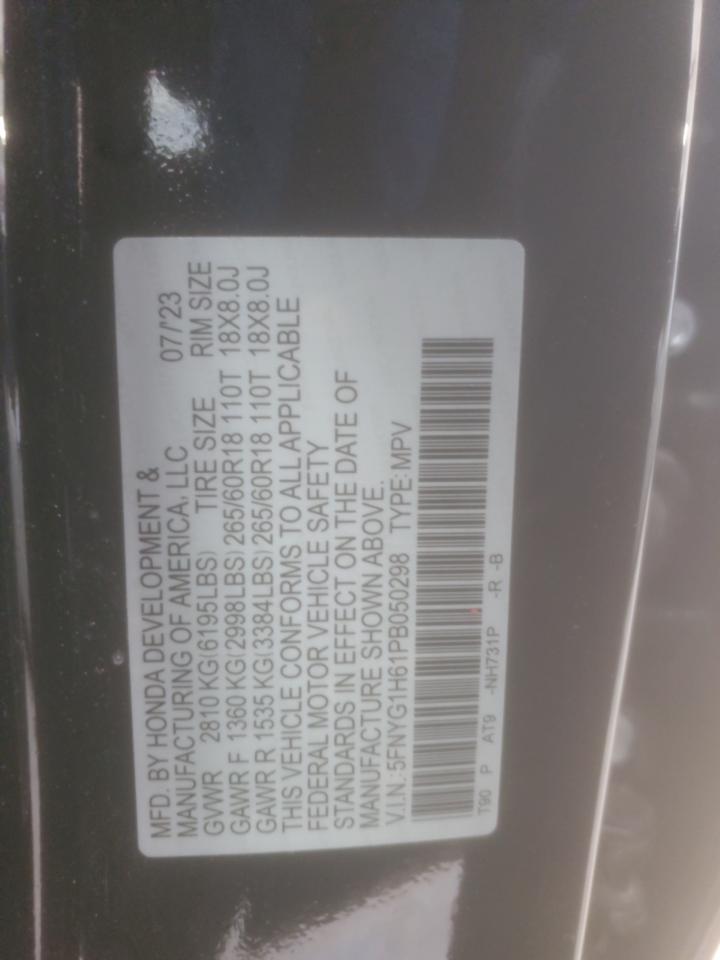 MFD. BY HONDA DEVELOPMENT &
MANUFACTURING OF AMERICA, LLC 07/'23
GVWR 2810 KG(6195LBS) TIRE SIZE RIM SIZE
GAWR F 1360 KG(2998LBS) 265/60R18 110T 18X8.0J
GAWR R 1535 KG(3384LBS) 265/60R18 110T 18X8.0J
THIS VEHICLE CONFORMS TO ALL APPLICABLE
FEDERAL MOTOR VEHICLE SAFETY
STANDARDS IN EFFECT ON THE DATE OF
MANUFACTURE SHOWN ABOVE.
V.I.N.: 5FNYG1H61PB050298 TYPE: MPV
T90 P AT9 -NH731P -R -B